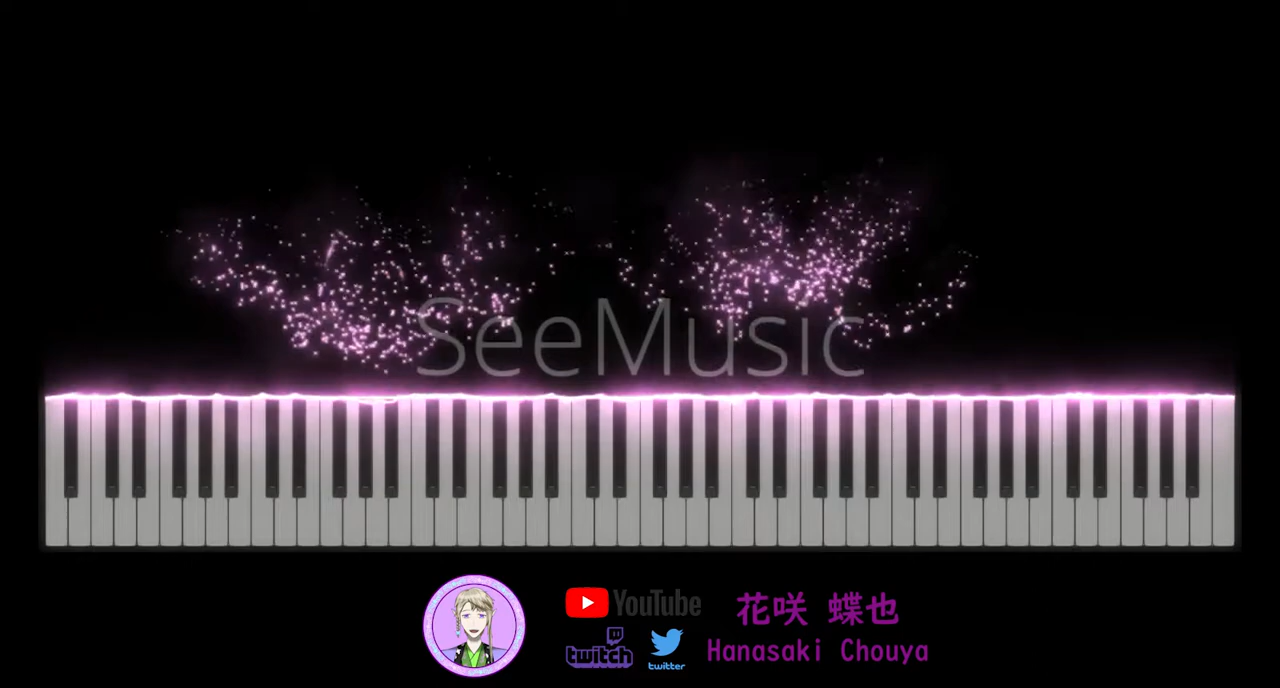 SeeMusic
YouTube
花咲 蝶也
twitch
twitter
Hanasaki Chouya